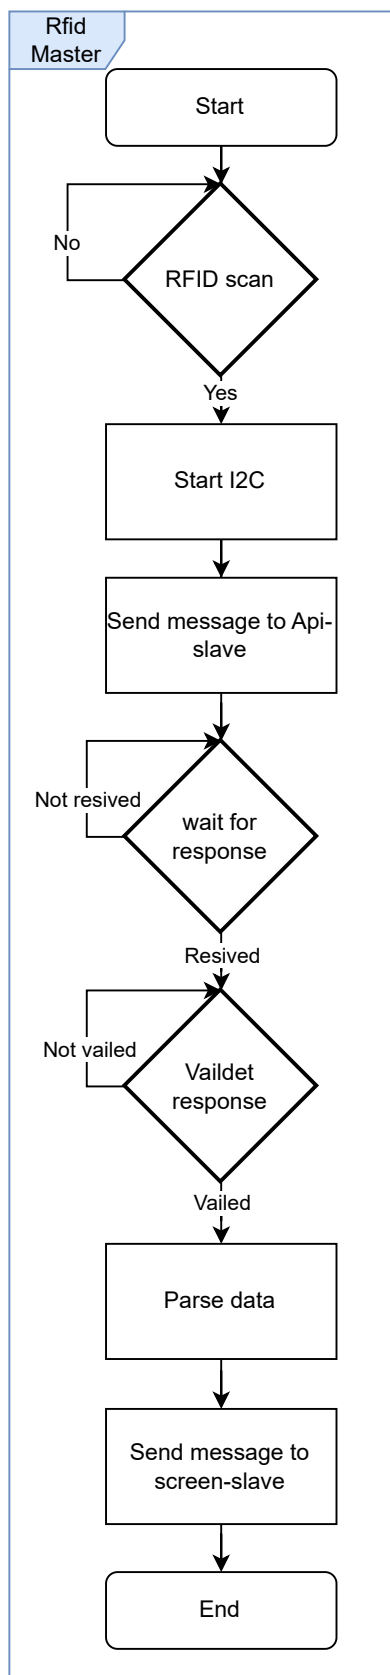 Rfid
Master
Start
No
RFID scan
Yes
Start I2C
Send message to Api-
slave
Not resived
wait for
response
Resived
Not vailed
Vaildet
response
Vailed
Parse data
Send message to
screen-slave
End